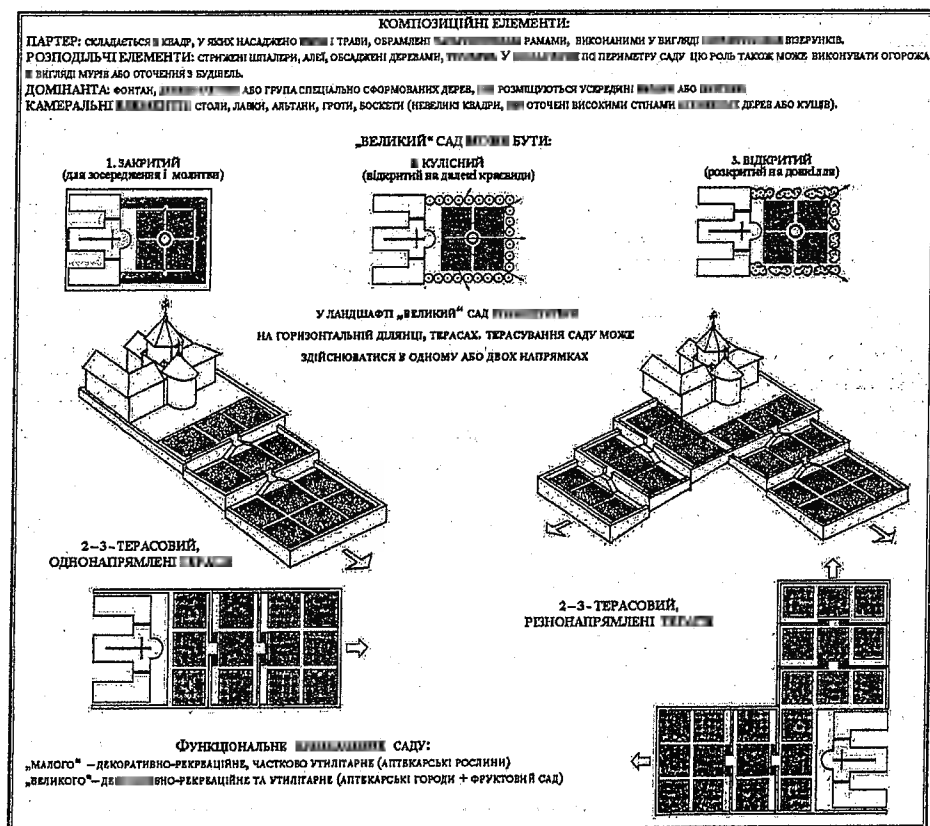 КОМПОЗИЦІЙНІ ЕЛЕМЕНТИ:
ПАРТЕР: СКЛАДАЄТЬСЯ КВАДР, У ЯКИХ НАСАДЖЕНО І ТРАВИ, ОБРАМЛЕНІ РАМАМИ, ВИКОНАНИМИ У ВИГЛЯДІ ВІЗЕРУНКІВ.
РОЗПОДІЛЬЧІ ЕЛЕМЕНТИ: СТРИЖЕНІ ШПАЛЕРИ, АЛЕЇ, ОБСАДЖЕНІ ДЕРЕВАМИ, У ПО ПЕРИМЕТРУ САДУ ЦЮ РОЛЬ ТАКОЖ МОЖЕ ВИКОНУВАТИ ОГОРОЖА
ВИГЛЯДІ МУРІВ АБО ОТОЧЕННЯ З БУДІВЕЛЬ.
ДОМІНАНТА: ФОНТАН, АБО ГРУПА СПЕЦІАЛЬНО СФОРМОВАНИХ ДЕРЕВ, РОЗМІЩУЮТЬСЯ УСЕРЕДИНІ АБО
КАМЕРАЛЬНІ СТОЛИ, ЛАВКИ, АЛЬТАНИ, ГРОТИ, БОСКЕТИ (НЕВЕЛИКІ КВАДРИ, ОТОЧЕНІ ВИСОКИМИ СТІНАМИ ДЕРЕВ АБО КУЩІВ).
„ВЕЛИКИЙ“ САД БУТИ:
1. ЗАКРИТИЙ
(для зосередження і молитви)
КУЛІСНИЙ
(відкритий на далекі краєвиди)
3. ВІДКРИТИЙ
(розкритий на довкілля)
У ЛАНДШАФТІ „ВЕЛИКИЙ“ САД
НА ГОРИЗОНТАЛЬНІЙ ДІЛЯНЦІ, ТЕРАСАХ. ТЕРАСУВАННЯ САДУ МОЖЕ
ЗДІЙСНЮВАТИСЯ В ОДНОМУ АБО ДВОХ НАПРЯМКАХ
2–3-ТЕРАСОВИЙ,
ОДНОНАПРЯМЛЕНІ
2–3-ТЕРАСОВИЙ,
РІЗНОНАПРЯМЛЕНІ
ФУНКЦІОНАЛЬНЕ САДУ:
„МАЛОГО“ –ДЕКОРАТИВНО-РЕКРЕАЦІЙНЕ, ЧАСТКОВО УТИЛІТАРНЕ (АПТЕКАРСЬКІ РОСЛИНИ)
„ВЕЛИКОГО“– ТА УТИЛІТАРНЕ (АПТЕКАРСЬКІ ГОРОДИ + ФРУКТОВИЙ САД)